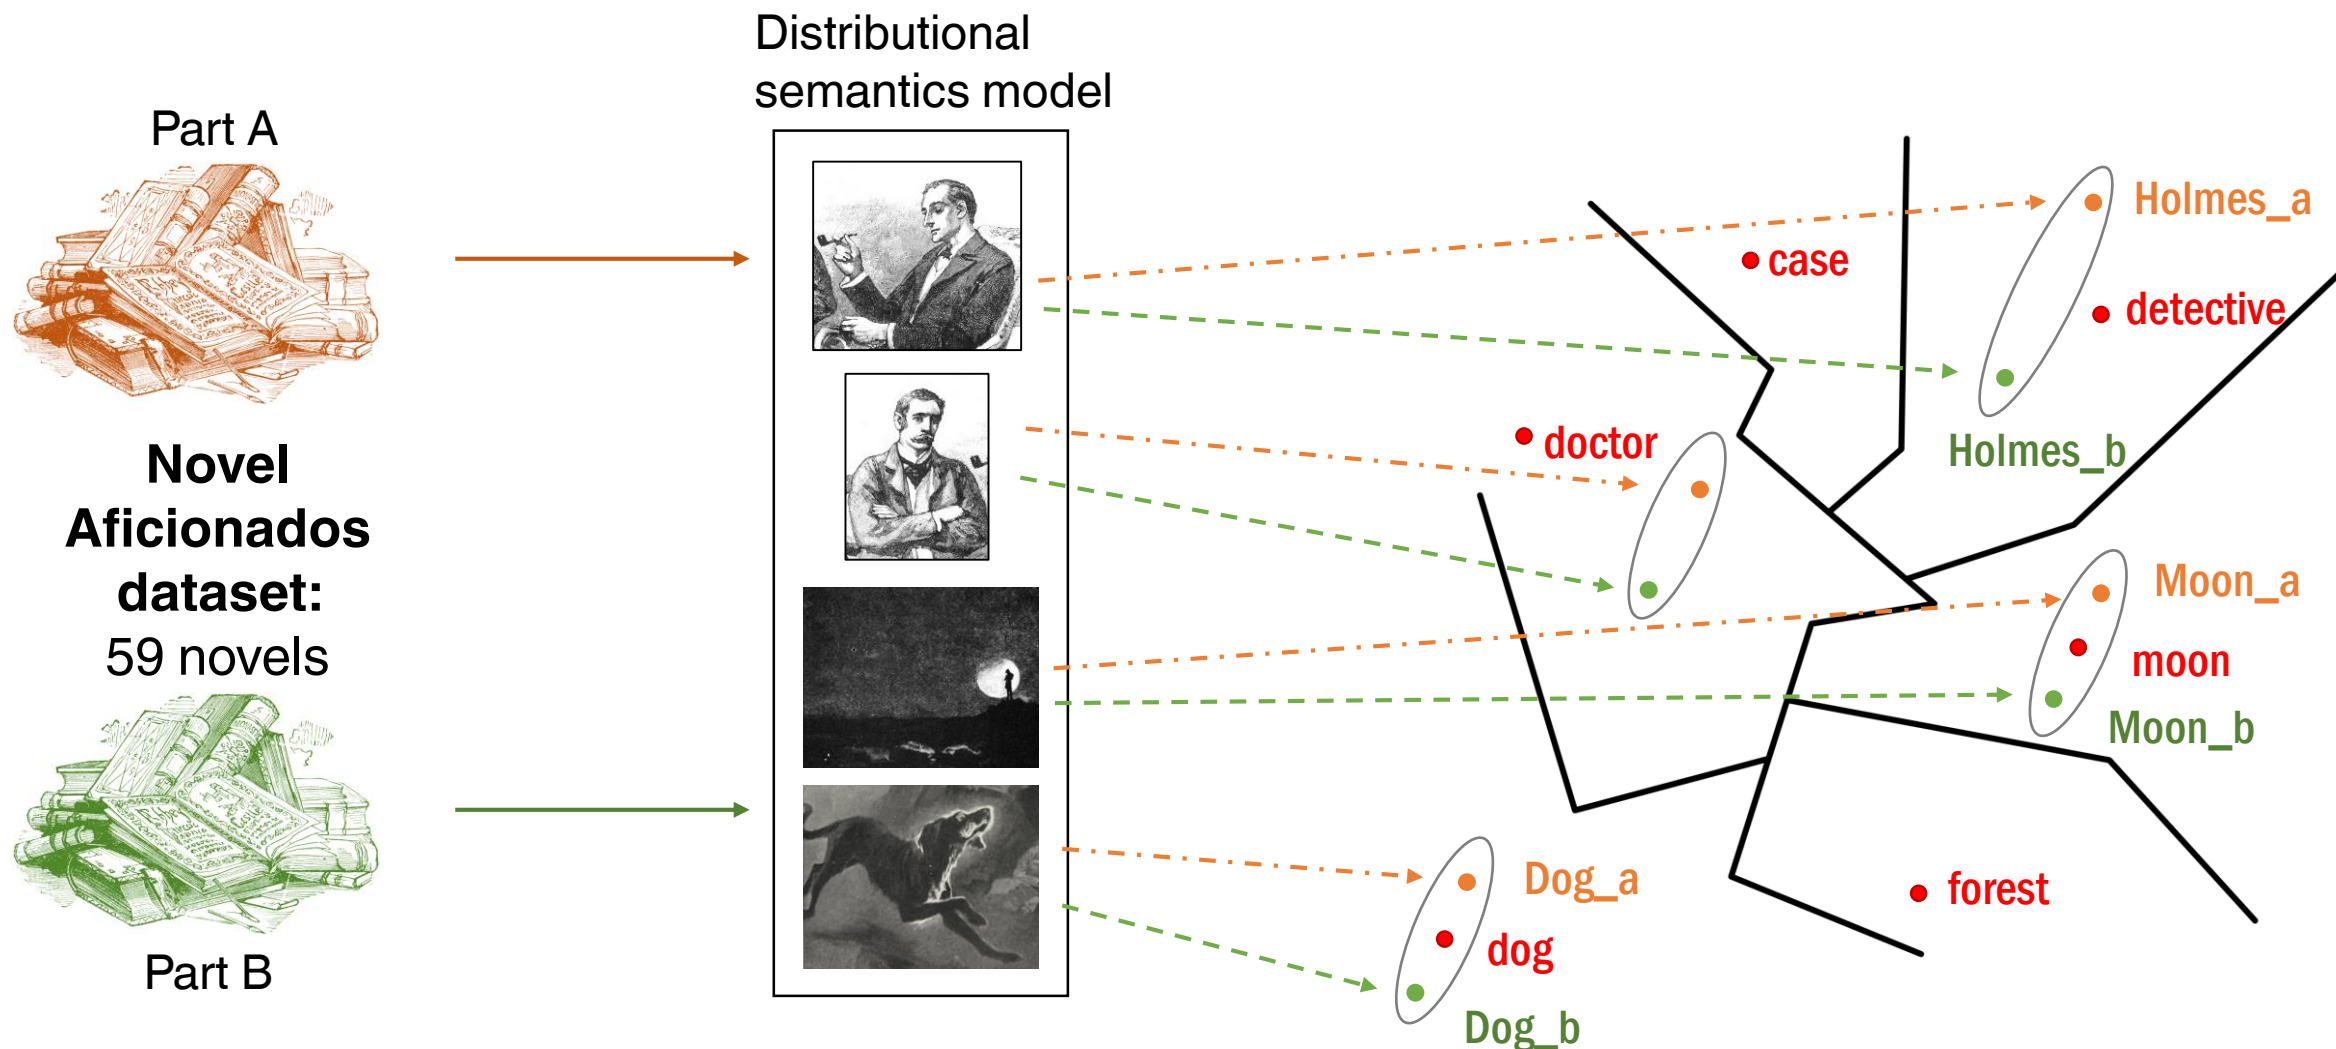 Distributional
semantics model
Part A
Novel
Aficionados
dataset:
59 novels
Part B
Holmes_a
case
detective
doctor
Holmes_b
Moon_a
moon
Moon_b
Dog_a
forest
dog
Dog_b